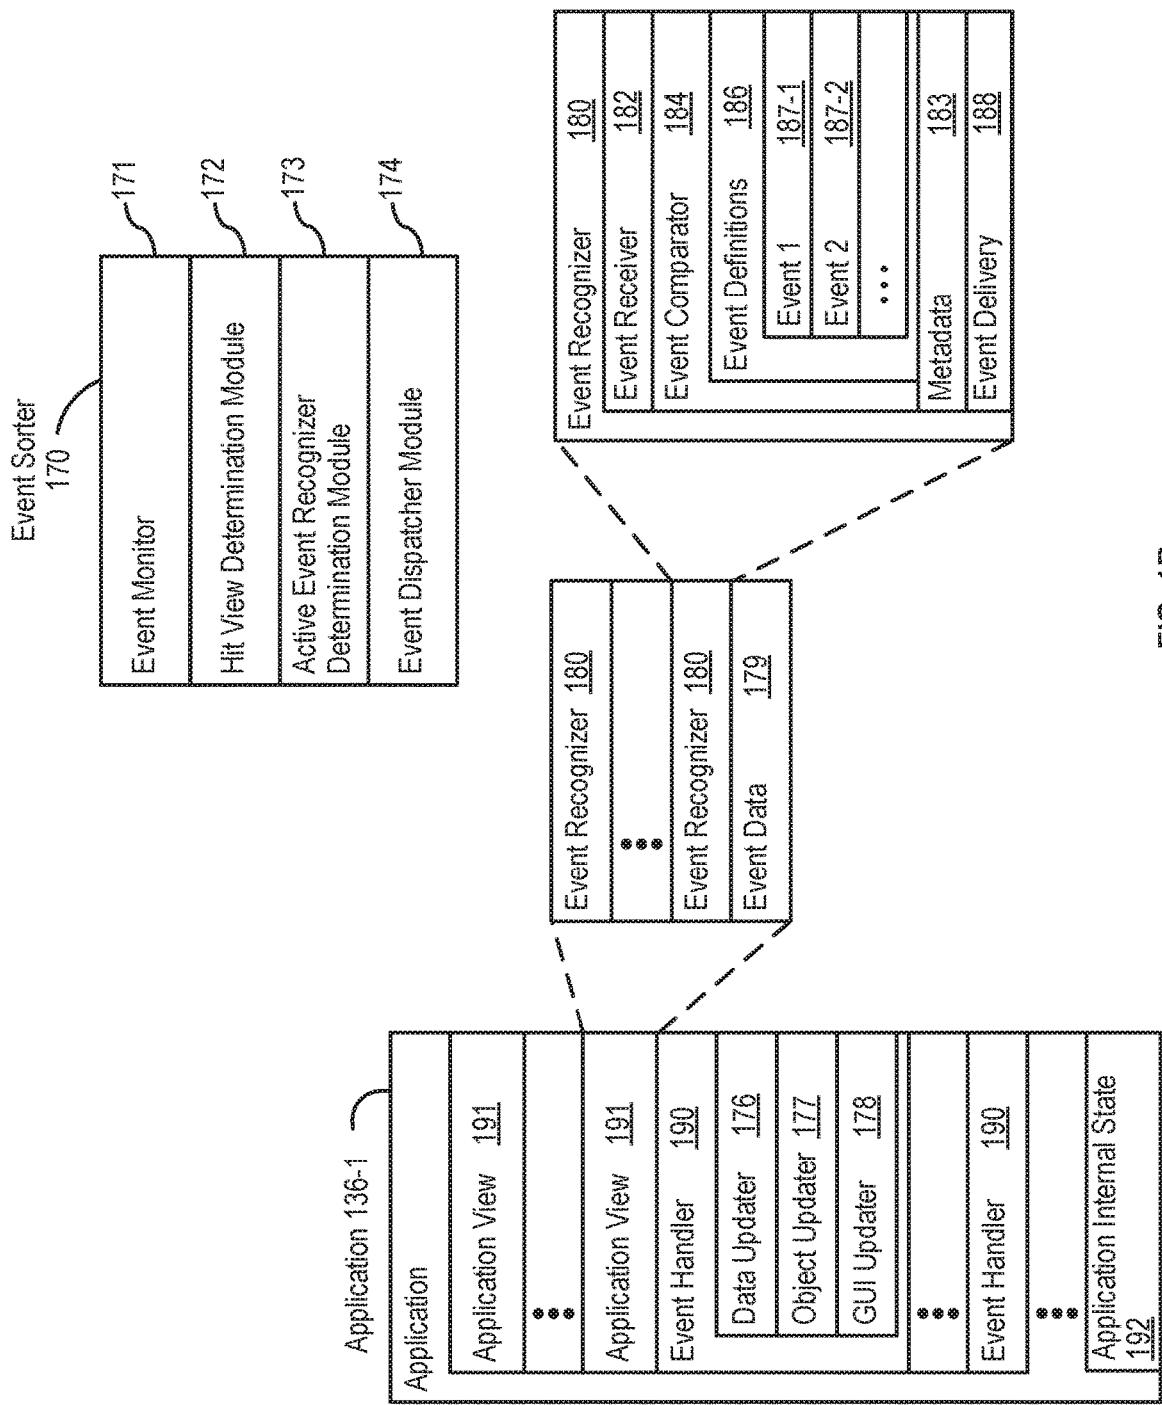 Event Sorter
170
Event Monitor
171
Hit View Determination Module
172
Active Event Recognizer
Determination Module
173
Event Dispatcher Module
174
Application 136-1
Application
Application View 191
Application View 191
Event Handler 190
Data Updater 176
Object Updater 177
GUI Updater 178
Event Handler 190
Application Internal State
192
Event Recognizer 180
Event Recognizer 180
Event Data 179
Event Recognizer 180
Event Receiver 182
Event Comparator 184
Event Definitions 186
Event 1 187-1
Event 2 187-2
Metadata 183
Event Delivery 188